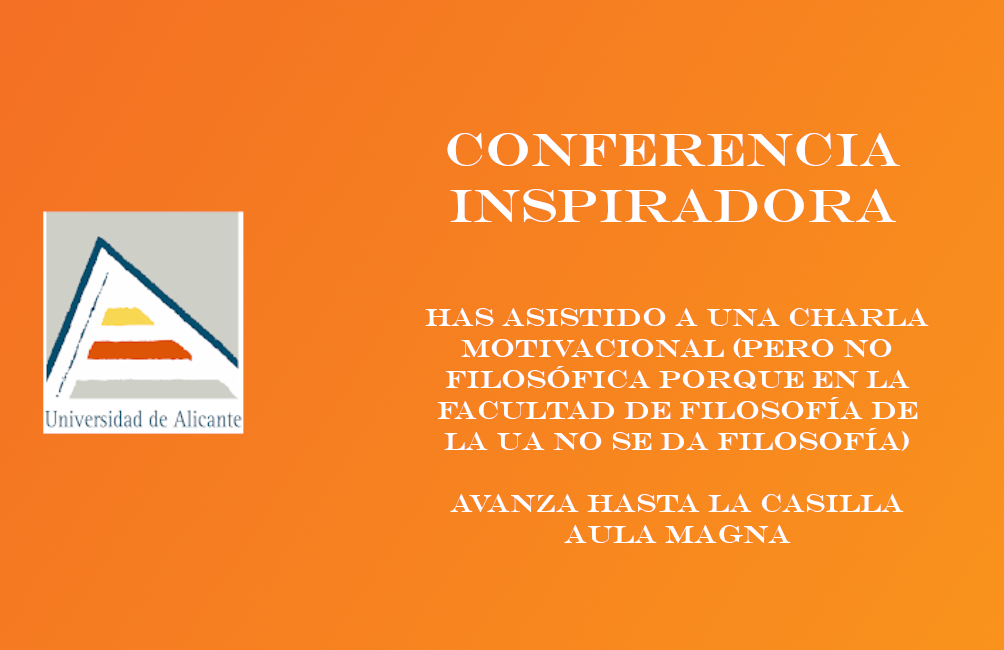 CONFERENCIA
INSPIRADORA
HAS ASISTIDO A UNA CHARLA
MOTIVACIONAL (PERO NO
FILOSÓFICA PORQUE EN LA
FACULTAD DE FILOSOFÍA DE
LA UA NO SE DA FILOSOFÍA)
AVANZA HASTA LA CASILLA
AULA MAGNA
Universidad de Alicante